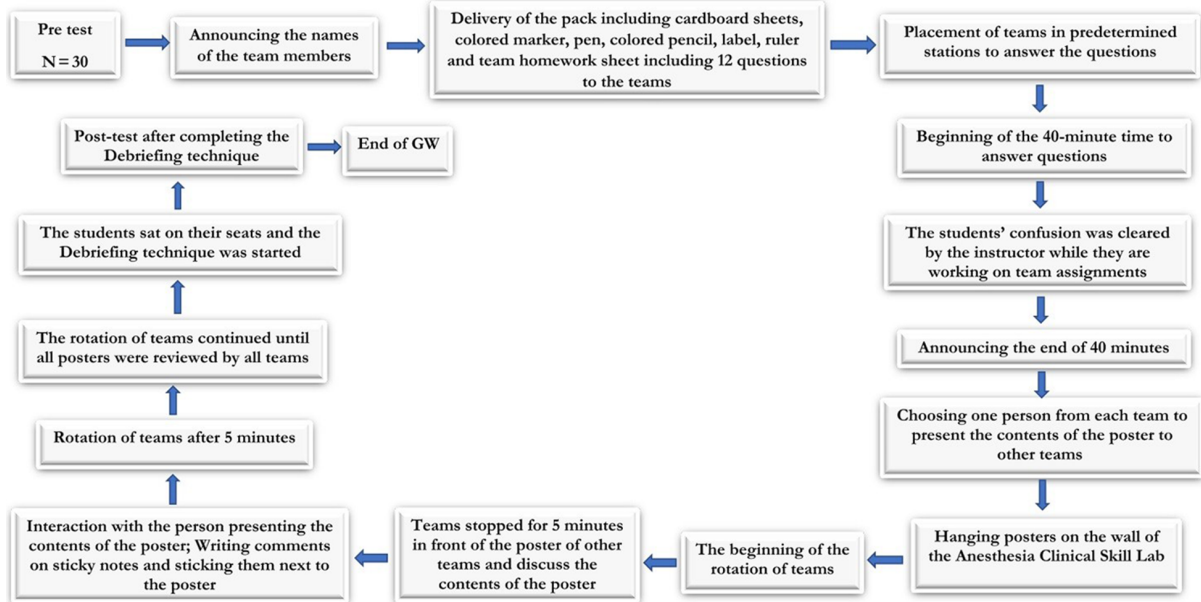 Pre test
N = 30
Announcing the names
of the team members
Delivery of the pack including cardboard sheets,
colored marker, pen, colored pencil, label, ruler
and team homework sheet including 12 questions
to the teams
Placement of teams in predetermined
stations to answer the questions
Beginning of the 40-minute time to
answer questions
The students’ confusion was cleared
by the instructor while they are
working on team assignments
Announcing the end of 40 minutes
Choosing one person from each team to
present the contents of the poster to
other teams
Hanging posters on the wall of
the Anesthesia Clinical Skill Lab
The beginning of the
rotation of teams
Teams stopped for 5 minutes
in front of the poster of other
teams and discuss the
contents of the poster
Interaction with the person presenting the
contents of the poster; Writing comments
on sticky notes and sticking them next to
the poster
Rotation of teams after 5 minutes
The rotation of teams continued until
all posters were reviewed by all teams
The students sat on their seats and the
Debriefing technique was started
Post-test after completing the
Debriefing technique
End of GW